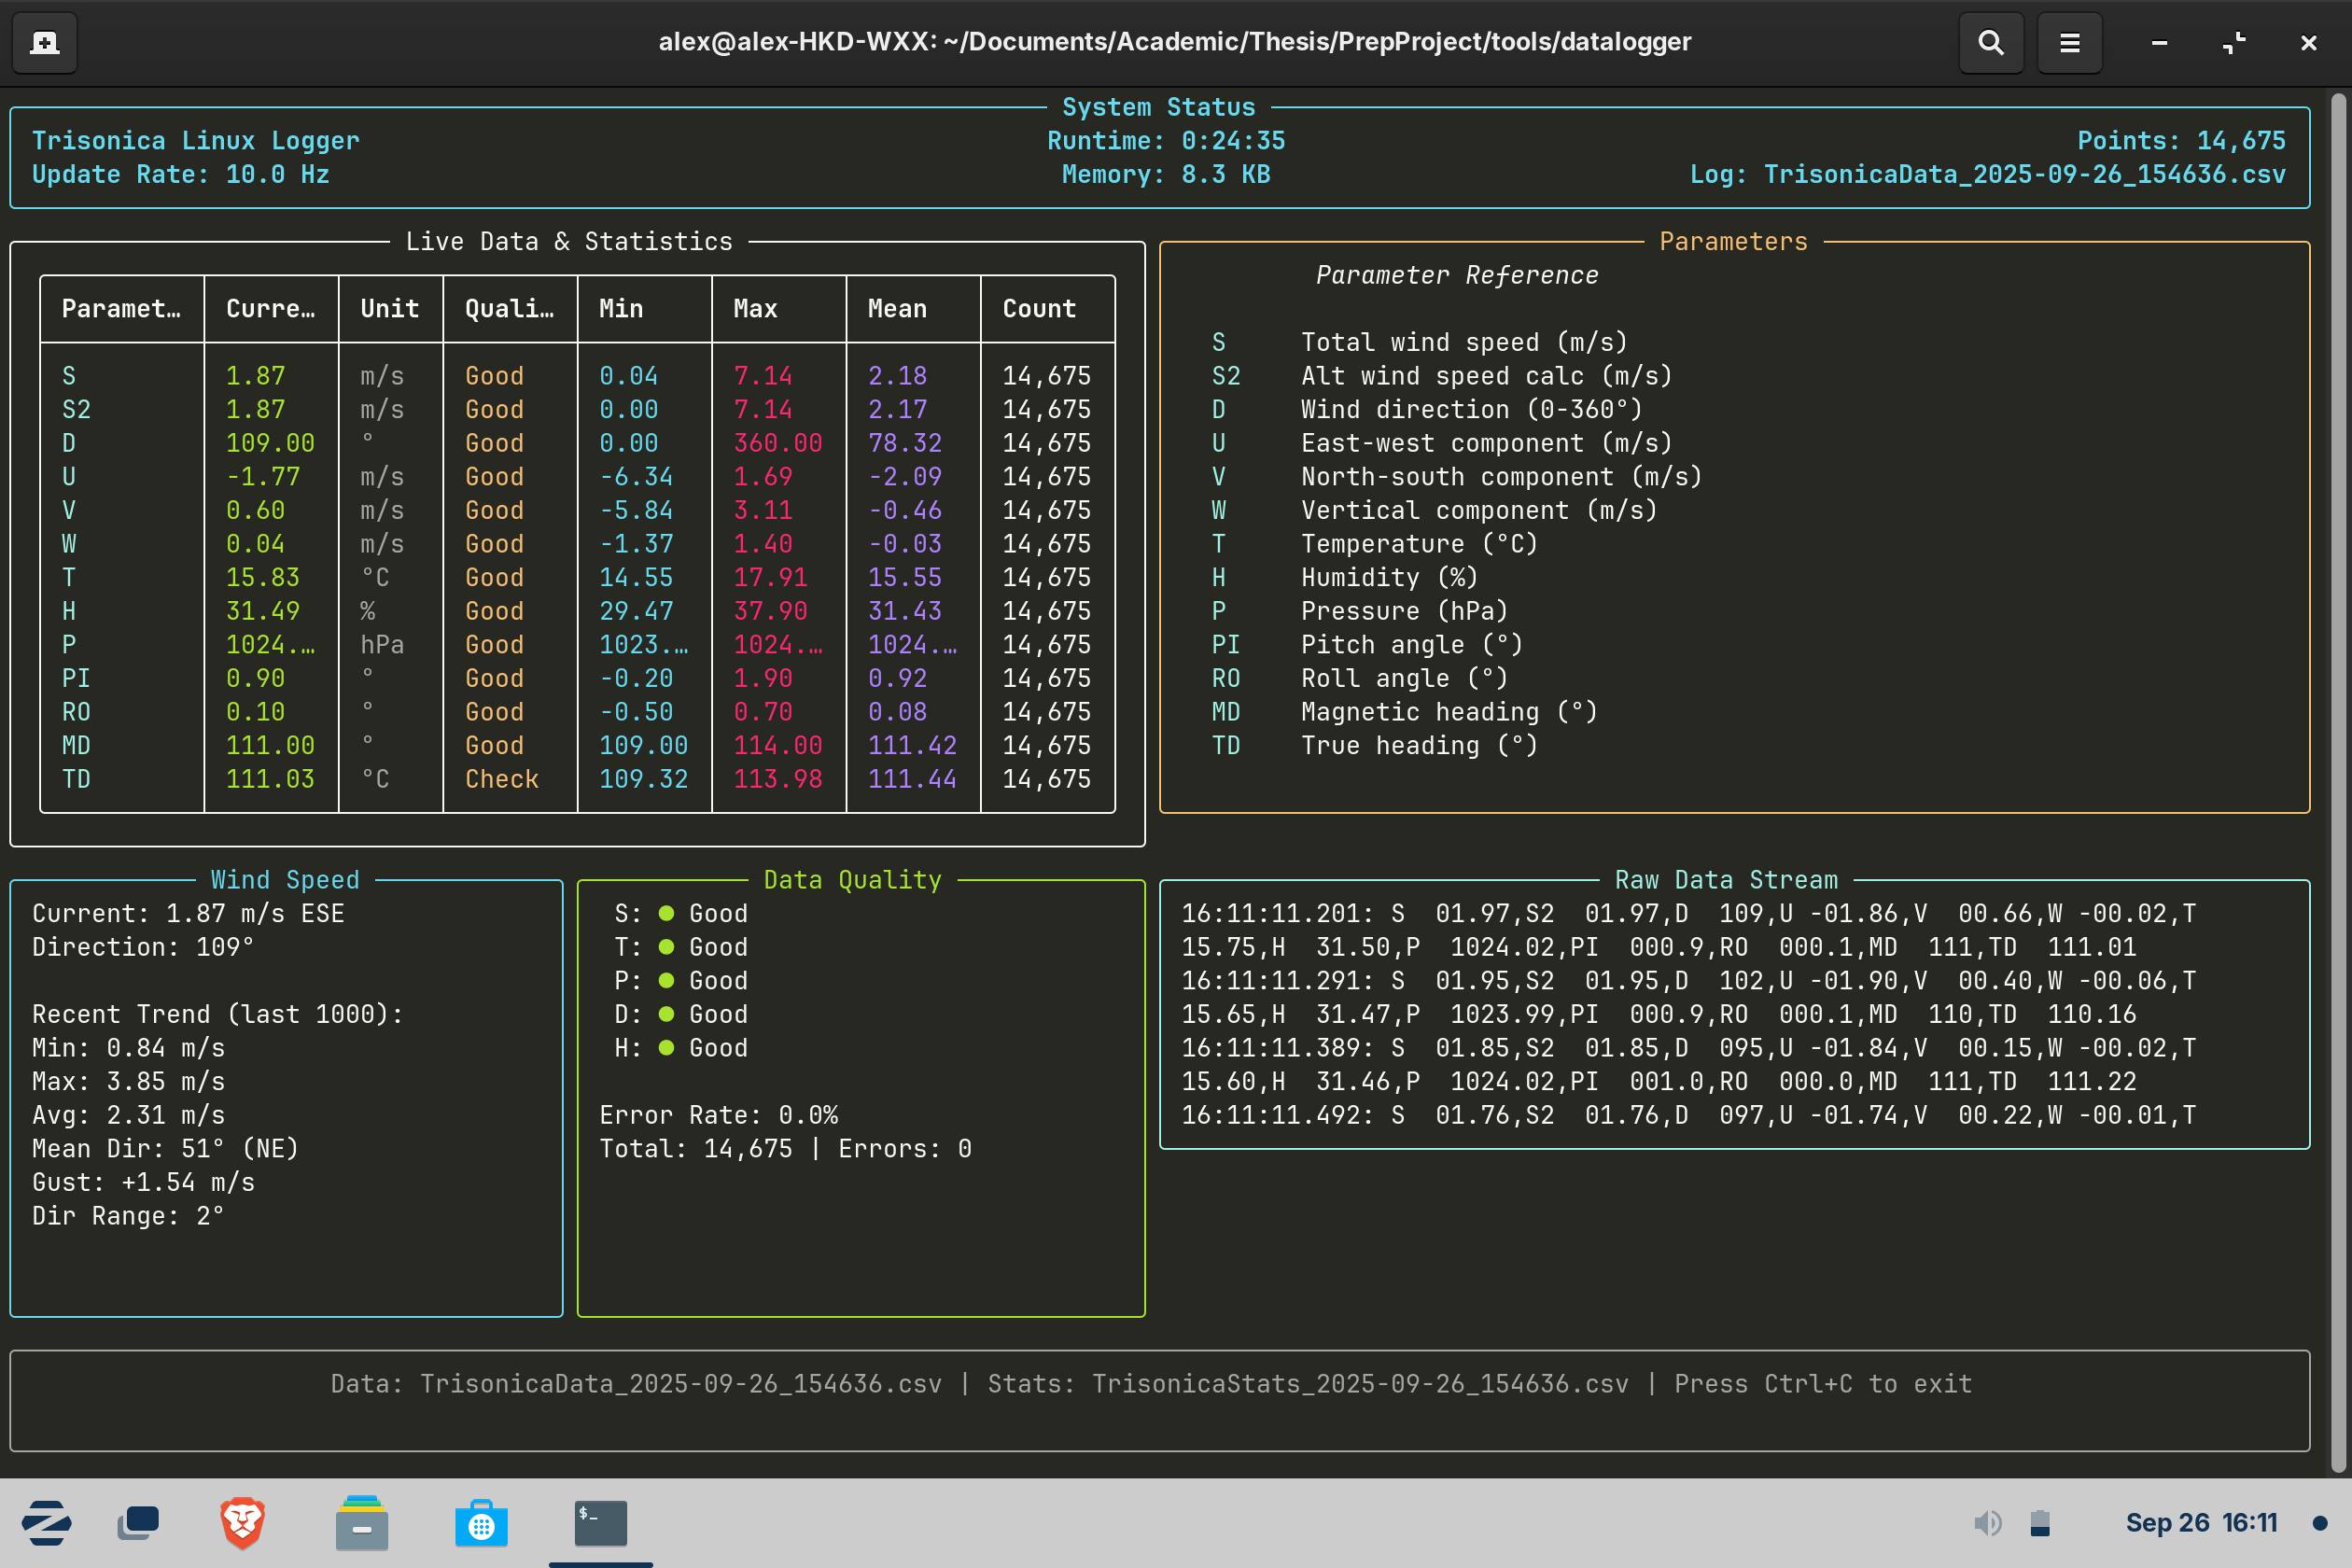 alex@alex-HKD-WXX: ~/Documents/Academic/Thesis/PrepProject/tools/datalogger
System Status
Trisonica Linux Logger Runtime: 0:24:35 Points: 14,675
Update Rate: 10.0 Hz Memory: 8.3 KB Log: TrisonicaData_2025-09-26_154636.csv
Live Data & Statistics
Paramet… Curre… Unit Quali… Min Max Mean Count
S 1.87 m/s Good 0.04 7.14 2.18 14,675
S2 1.87 m/s Good 0.00 7.14 2.17 14,675
D 109.00 ° Good 0.00 360.00 78.32 14,675
U -1.77 m/s Good -6.34 1.69 -2.09 14,675
V 0.60 m/s Good -5.84 3.11 -0.46 14,675
W 0.04 m/s Good -1.37 1.40 -0.03 14,675
T 15.83 °C Good 14.55 17.91 15.55 14,675
H 31.49 % Good 29.47 37.90 31.43 14,675
P 1024.… hPa Good 1023.… 1024.… 1024.… 14,675
PI 0.90 ° Good -0.20 1.90 0.92 14,675
RO 0.10 ° Good -0.50 0.70 0.08 14,675
MD 111.00 ° Good 109.00 114.00 111.42 14,675
TD 111.03 °C Check 109.32 113.98 111.44 14,675
Parameters
Parameter Reference
S Total wind speed (m/s)
S2 Alt wind speed calc (m/s)
D Wind direction (0-360°)
U East-west component (m/s)
V North-south component (m/s)
W Vertical component (m/s)
T Temperature (°C)
H Humidity (%)
P Pressure (hPa)
PI Pitch angle (°)
RO Roll angle (°)
MD Magnetic heading (°)
TD True heading (°)
Wind Speed
Current: 1.87 m/s ESE
Direction: 109°
Recent Trend (last 1000):
Min: 0.84 m/s
Max: 3.85 m/s
Avg: 2.31 m/s
Mean Dir: 51° (NE)
Gust: +1.54 m/s
Dir Range: 2°
Data Quality
S: ● Good
T: ● Good
P: ● Good
D: ● Good
H: ● Good
Error Rate: 0.0%
Total: 14,675 | Errors: 0
Raw Data Stream
16:11:11.201: S  01.97,S2  01.97,D  109,U -01.86,V  00.66,W -00.02,T
15.75,H  31.50,P  1024.02,PI  000.9,RO  000.1,MD  111,TD  111.01
16:11:11.291: S  01.95,S2  01.95,D  102,U -01.90,V  00.40,W -00.06,T
15.65,H  31.47,P  1023.99,PI  000.9,RO  000.1,MD  110,TD  110.16
16:11:11.389: S  01.85,S2  01.85,D  095,U -01.84,V  00.15,W -00.02,T
15.60,H  31.46,P  1024.02,PI  001.0,RO  000.0,MD  111,TD  111.22
16:11:11.492: S  01.76,S2  01.76,D  097,U -01.74,V  00.22,W -00.01,T
Data: TrisonicaData_2025-09-26_154636.csv | Stats: TrisonicaStats_2025-09-26_154636.csv | Press Ctrl+C to exit
$_
Sep 26 16:11